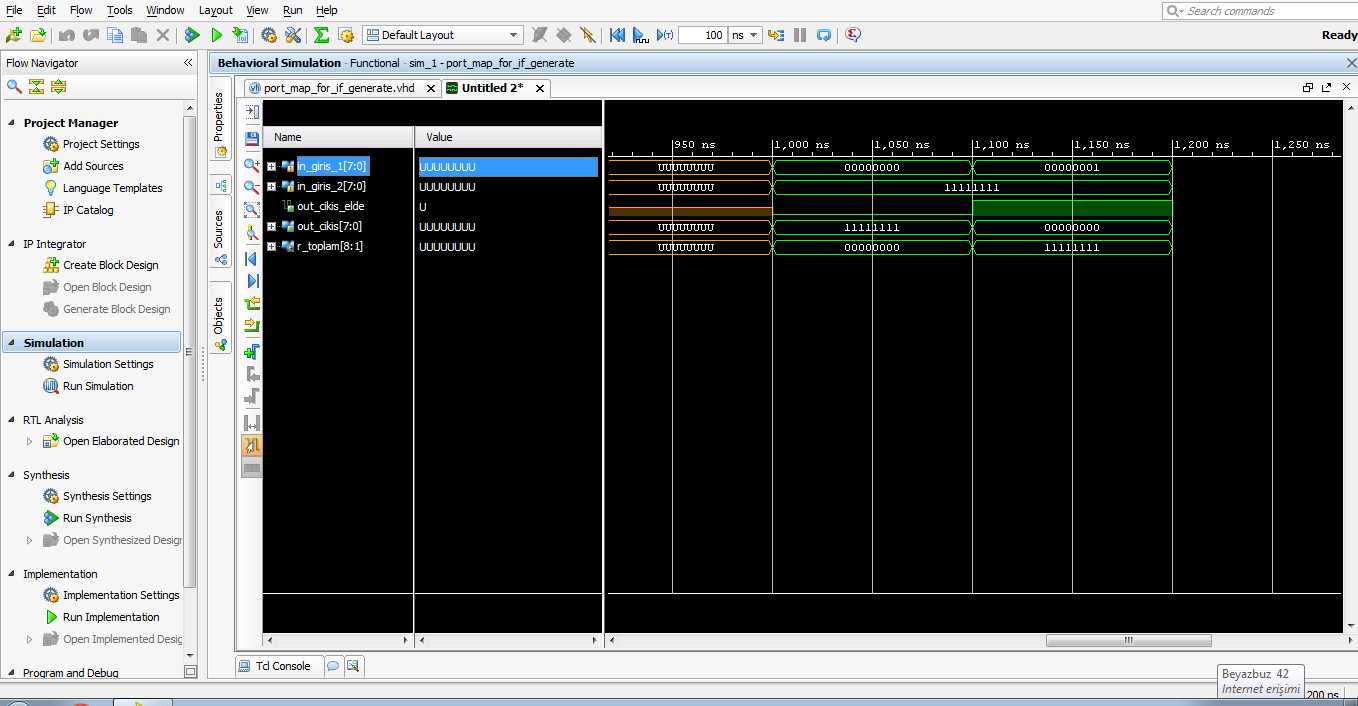 File Edit Flow Tools Window Layout View Run Help
Search commands
Default Layout
100 ns
Ready
Flow Navigator
Behavioral Simulation - Functional - sim_1 - port_map_for_if_generate
port_map_for_if_generate.vhd
Untitled 2*
Project Manager
Project Settings
Add Sources
Language Templates
IP Catalog
IP Integrator
Create Block Design
Open Block Design
Generate Block Design
Simulation
Simulation Settings
Run Simulation
RTL Analysis
Open Elaborated Design
Synthesis
Synthesis Settings
Run Synthesis
Open Synthesized Design
Implementation
Implementation Settings
Run Implementation
Open Implemented Desig
Program and Debug
Properties
Sources
Objects
Name Value
950 ns 1,000 ns 1,050 ns 1,100 ns 1,150 ns 1,200 ns 1,250 ns
in_giris_1[7:0] UUUUUUUU UUUUUUUU 00000000 00000001
in_giris_2[7:0] UUUUUUUU UUUUUUUU 11111111
out_cikis_elde U
out_cikis[7:0] UUUUUUUU UUUUUUUU 11111111 00000000
r_toplam[8:1] UUUUUUUU UUUUUUUU 00000000 11111111
Tcl Console
Beyazbuz 42
Internet erişimi
200 ns